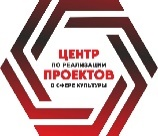 ЦЕНТР
ПО РЕАЛИЗАЦИИ
ПРОЕКТОВ
В СФЕРЕ КУЛЬТУРЫ